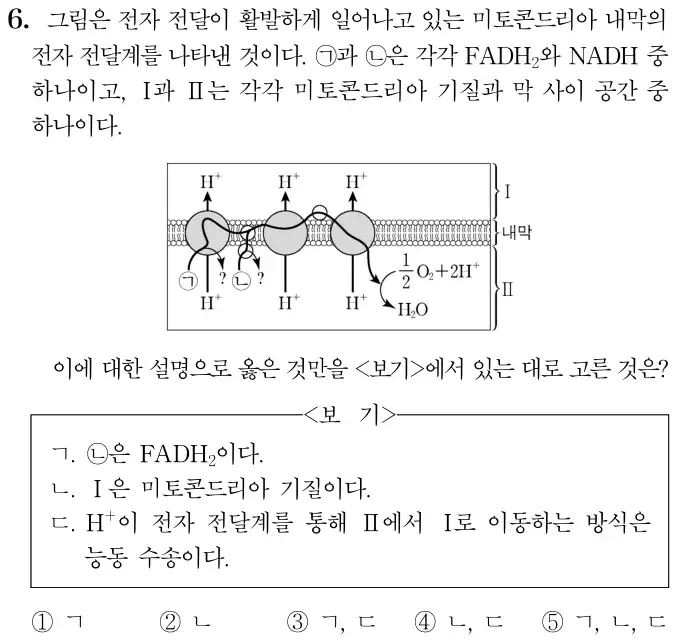 6. 그림은 전자 전달이 활발하게 일어나고 있는 미토콘드리아 내막의
전자 전달계를 나타낸 것이다. ㉠과 ㉡은 각각 FADH₂와 NADH 중
하나이고, Ⅰ과 Ⅱ는 각각 미토콘드리아 기질과 막 사이 공간 중
하나이다.
H⁺ H⁺ H⁺
Ⅰ
내막
㉠ ? ㉡ ?
1/2 O₂+2H⁺
Ⅱ
H⁺ H⁺ H⁺
H₂O
이에 대한 설명으로 옳은 것만을 <보기>에서 있는 대로 고른 것은?
<보 기>
ㄱ. ㉡은 FADH₂이다.
ㄴ. Ⅰ은 미토콘드리아 기질이다.
ㄷ. H⁺이 전자 전달계를 통해 Ⅱ에서 Ⅰ로 이동하는 방식은
능동 수송이다.
① ㄱ ② ㄴ ③ ㄱ, ㄷ ④ ㄴ, ㄷ ⑤ ㄱ, ㄴ, ㄷ